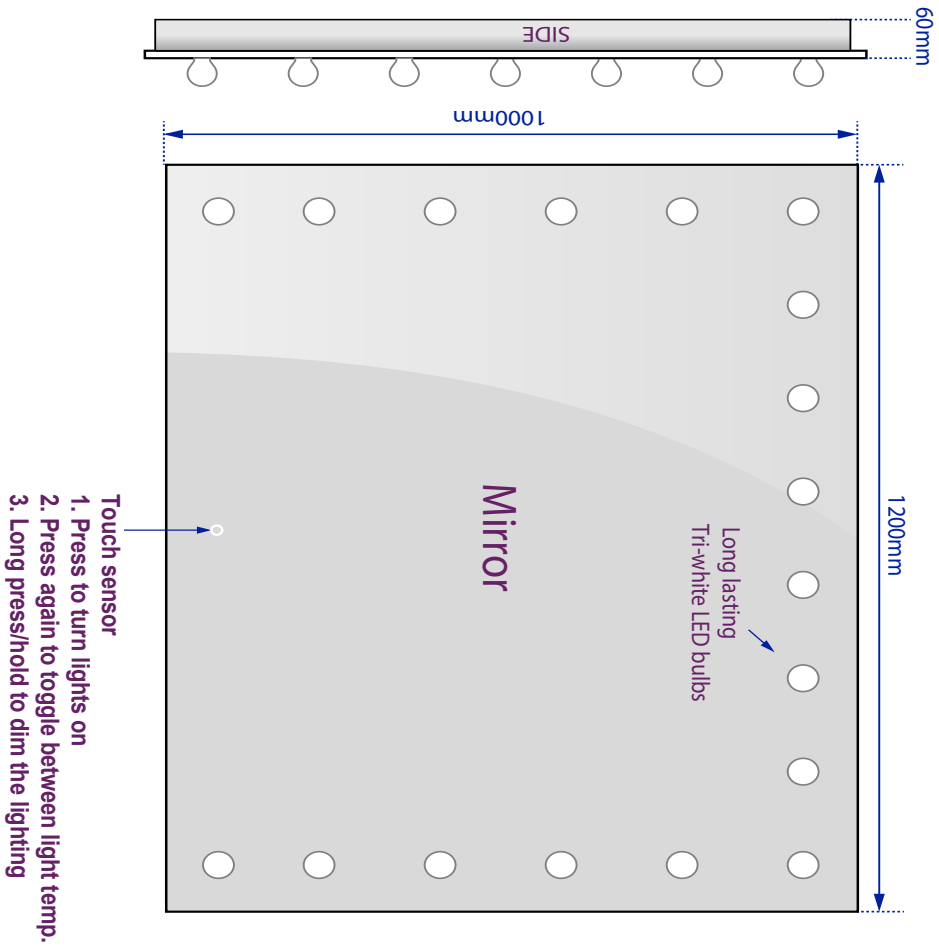 60mm
SIDE
1000mm
1200mm
Long lasting
Tri-white LED bulbs
Mirror
Touch sensor
1. Press to turn lights on
2. Press again to toggle between light temp.
3. Long press/hold to dim the lighting